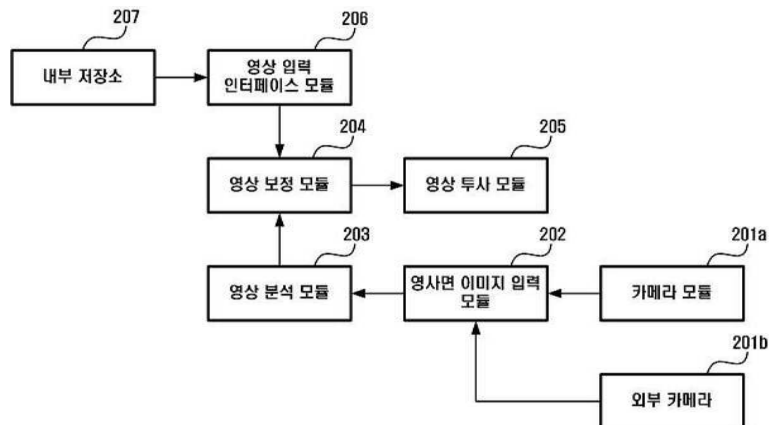 207
내부 저장소
206
영상 입력
인터페이스 모듈
204
영상 보정 모듈
205
영상 투사 모듈
203
영상 분석 모듈
202
영사면 이미지 입력
모듈
201a
카메라 모듈
201b
외부 카메라